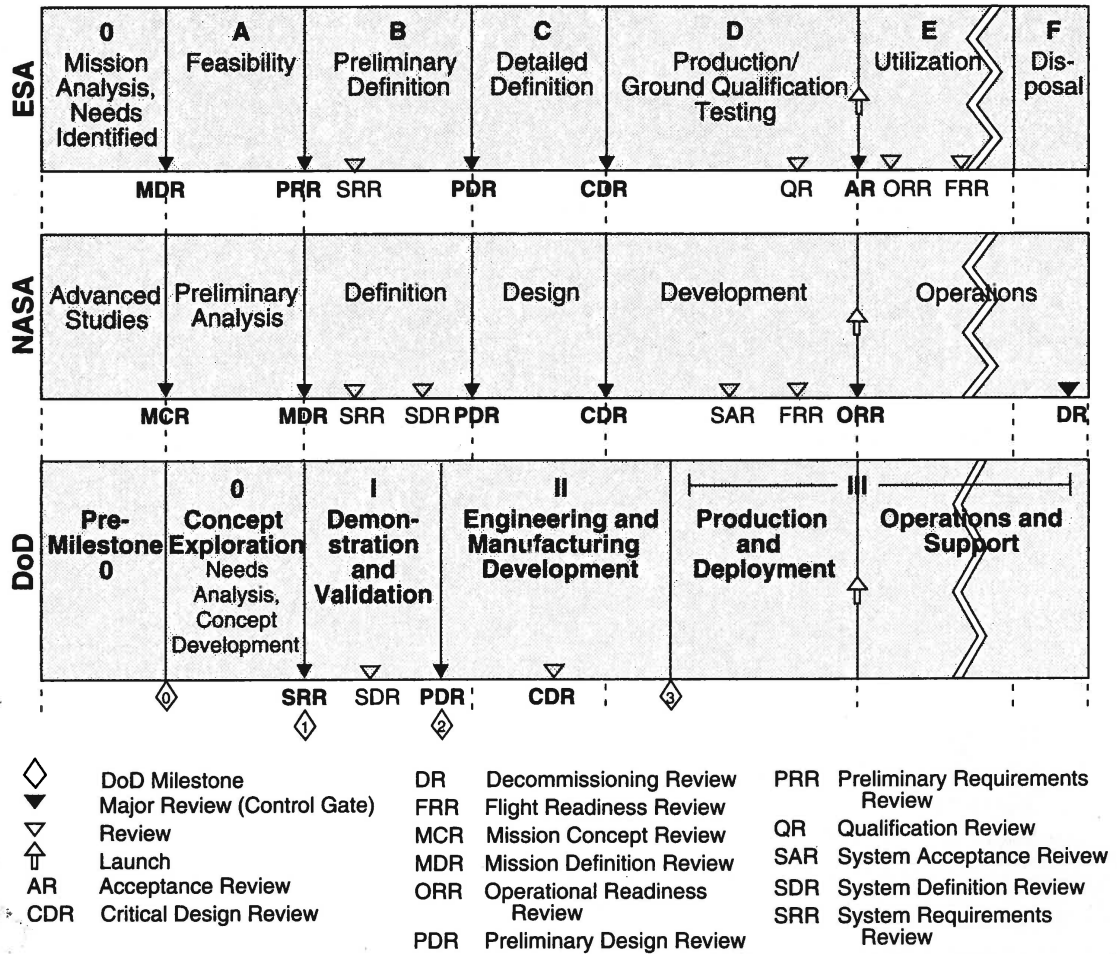 ESA
0
Mission
Analysis,
Needs
Identified
A
Feasibility
B
Preliminary
Definition
C
Detailed
Definition
D
Production/
Ground Qualification
Testing
E
Utilization
F
Dis-
posal
MDR PRR SRR PDR CDR QR AR ORR FRR
NASA
Advanced
Studies
Preliminary
Analysis
Definition
Design
Development
Operations
MCR MDR SRR SDR PDR CDR SAR FRR ORR DR
DoD
Pre-
Milestone
0
0
Concept
Exploration
Needs
Analysis,
Concept
Development
I
Demon-
stration
and
Validation
II
Engineering and
Manufacturing
Development
III
Production
and
Deployment
Operations and
Support
0 SRR SDR PDR CDR 3
1 2
DoD Milestone
Major Review (Control Gate)
Review
Launch
AR Acceptance Review
CDR Critical Design Review
DR Decommissioning Review
FRR Flight Readiness Review
MCR Mission Concept Review
MDR Mission Definition Review
ORR Operational Readiness
Review
PDR Preliminary Design Review
PRR Preliminary Requirements
Review
QR Qualification Review
SAR System Acceptance Reivew
SDR System Definition Review
SRR System Requirements
Review